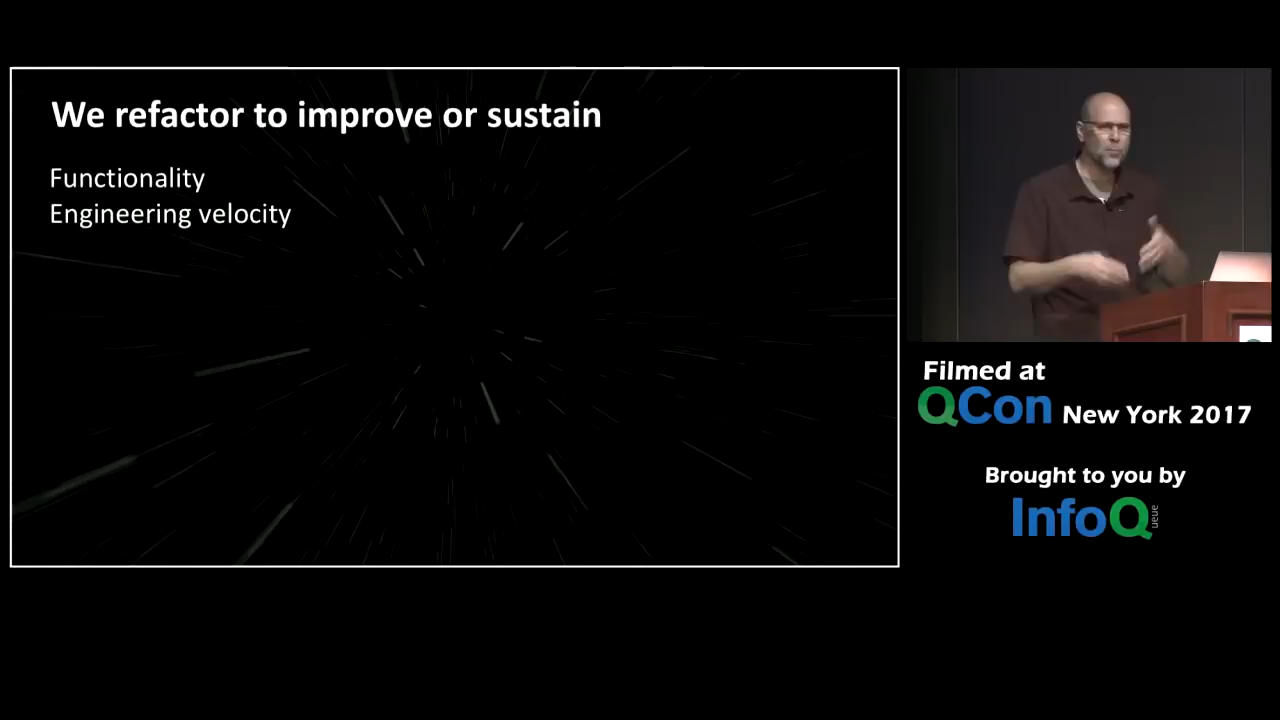 We refactor to improve or sustain
Functionality
Engineering velocity
Filmed at
QCon New York 2017
Brought to you by
InfoQ
ueue